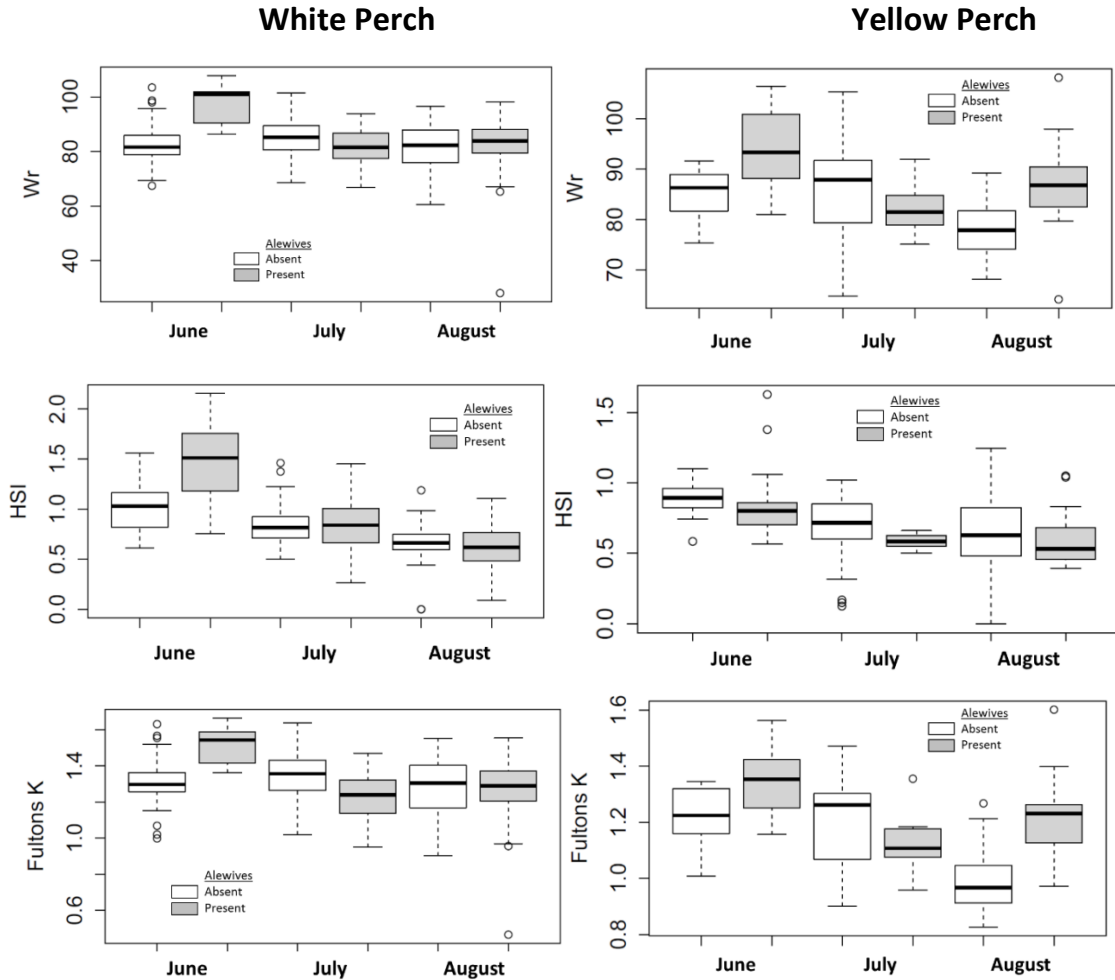 White Perch
Yellow Perch
Wr
100
80
60
40
Alewives
Absent
Present
June
July
August
Wr
100
90
80
70
Alewives
Absent
Present
June
July
August
HSI
2.0
1.5
1.0
0.5
0.0
Alewives
Absent
Present
June
July
August
HSI
1.5
1.0
0.5
0.0
Alewives
Absent
Present
June
July
August
Fultons K
1.4
1.0
0.6
Alewives
Absent
Present
June
July
August
Fultons K
1.6
1.4
1.2
1.0
0.8
Alewives
Absent
Present
June
July
August